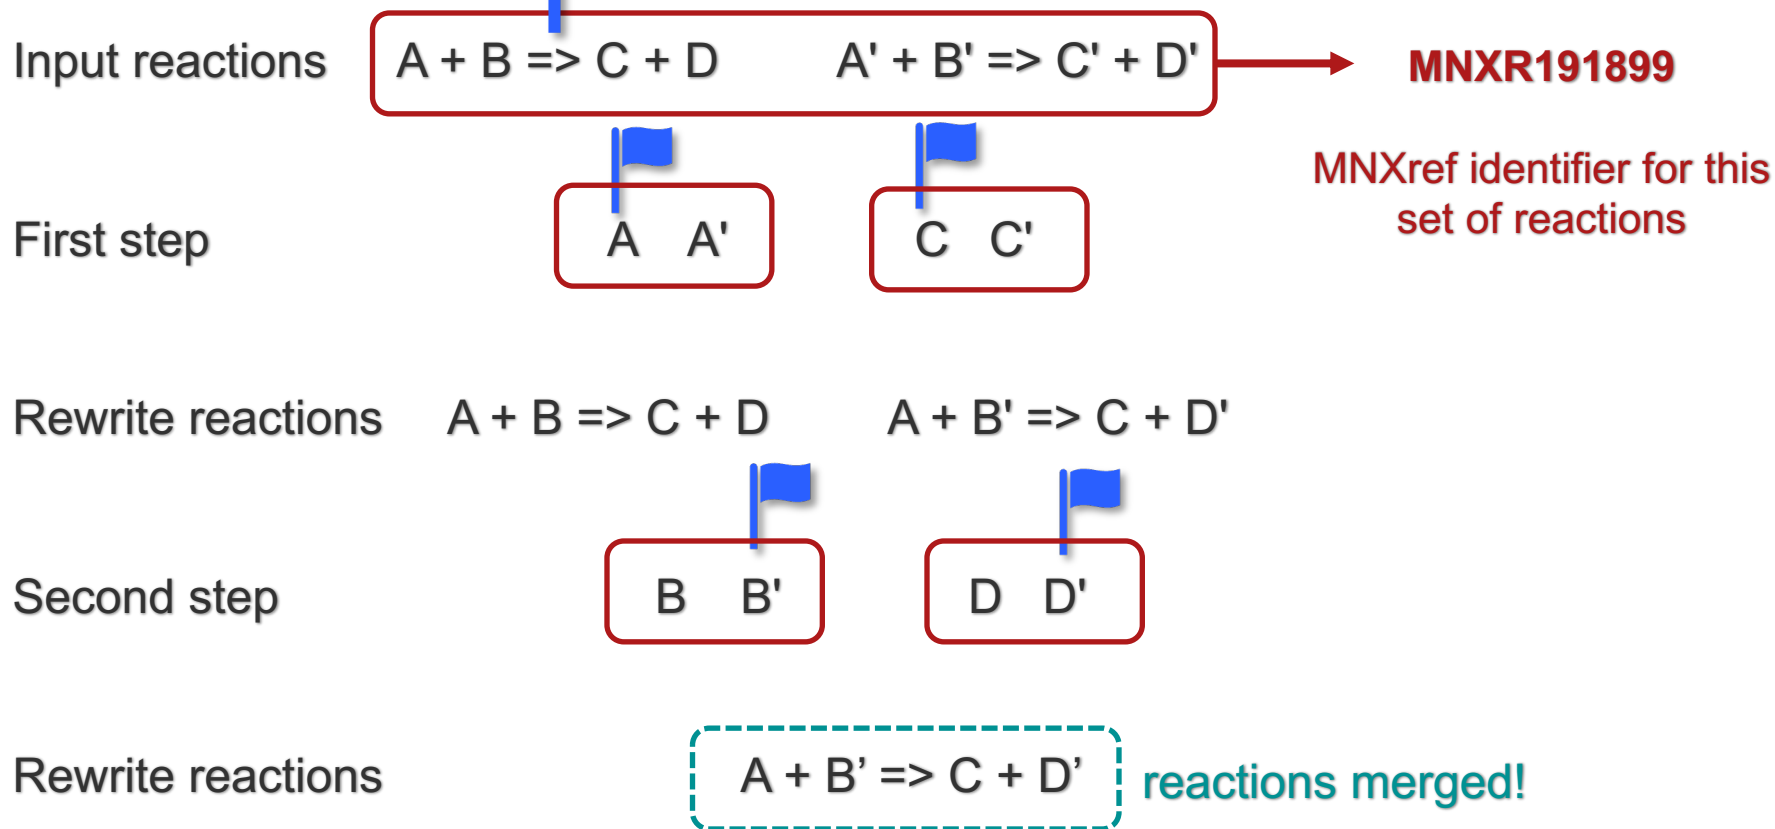 Input reactions A + B => C + D A' + B' => C' + D' MNXR191899
MNXref identifier for this
set of reactions
First step A A' C C'
Rewrite reactions A + B => C + D A + B' => C + D'
Second step B B' D D'
Rewrite reactions A + B’ => C + D’ reactions merged!